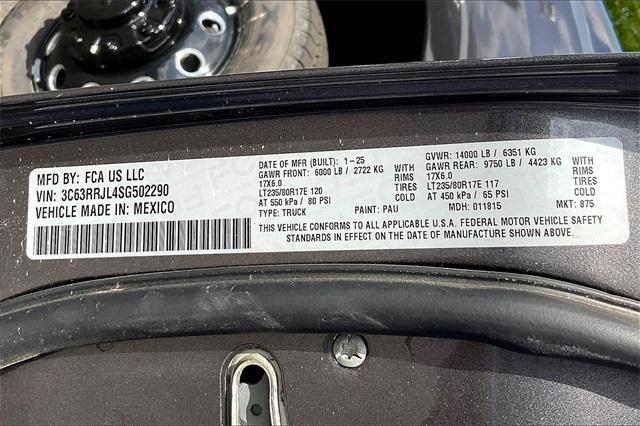 MFD BY: FCA US LLC
VIN: 3C63RRJL4SG502290
VEHICLE MADE IN: MEXICO
DATE OF MFR (BUILT): 1-25
GAWR FRONT: 6000 LB / 2722 KG WITH
17X6.0 TIRES
LT235/80R17E 120 RIMS
AT 550 kPa / 80 PSI COLD
TYPE: TRUCK PAINT: PAU
GVWR: 14000 LB / 6351 KG
GAWR REAR: 9750 LB / 4423 KG WITH
17X6.0 TIRES
LT235/80R17E 117 RIMS
AT 450 kPa / 65 PSI COLD
MDH: 011815 MKT: 875
THIS VEHICLE CONFORMS TO ALL APPLICABLE U.S.A. FEDERAL MOTOR VEHICLE SAFETY
STANDARDS IN EFFECT ON THE DATE OF MANUFACTURE SHOWN ABOVE.